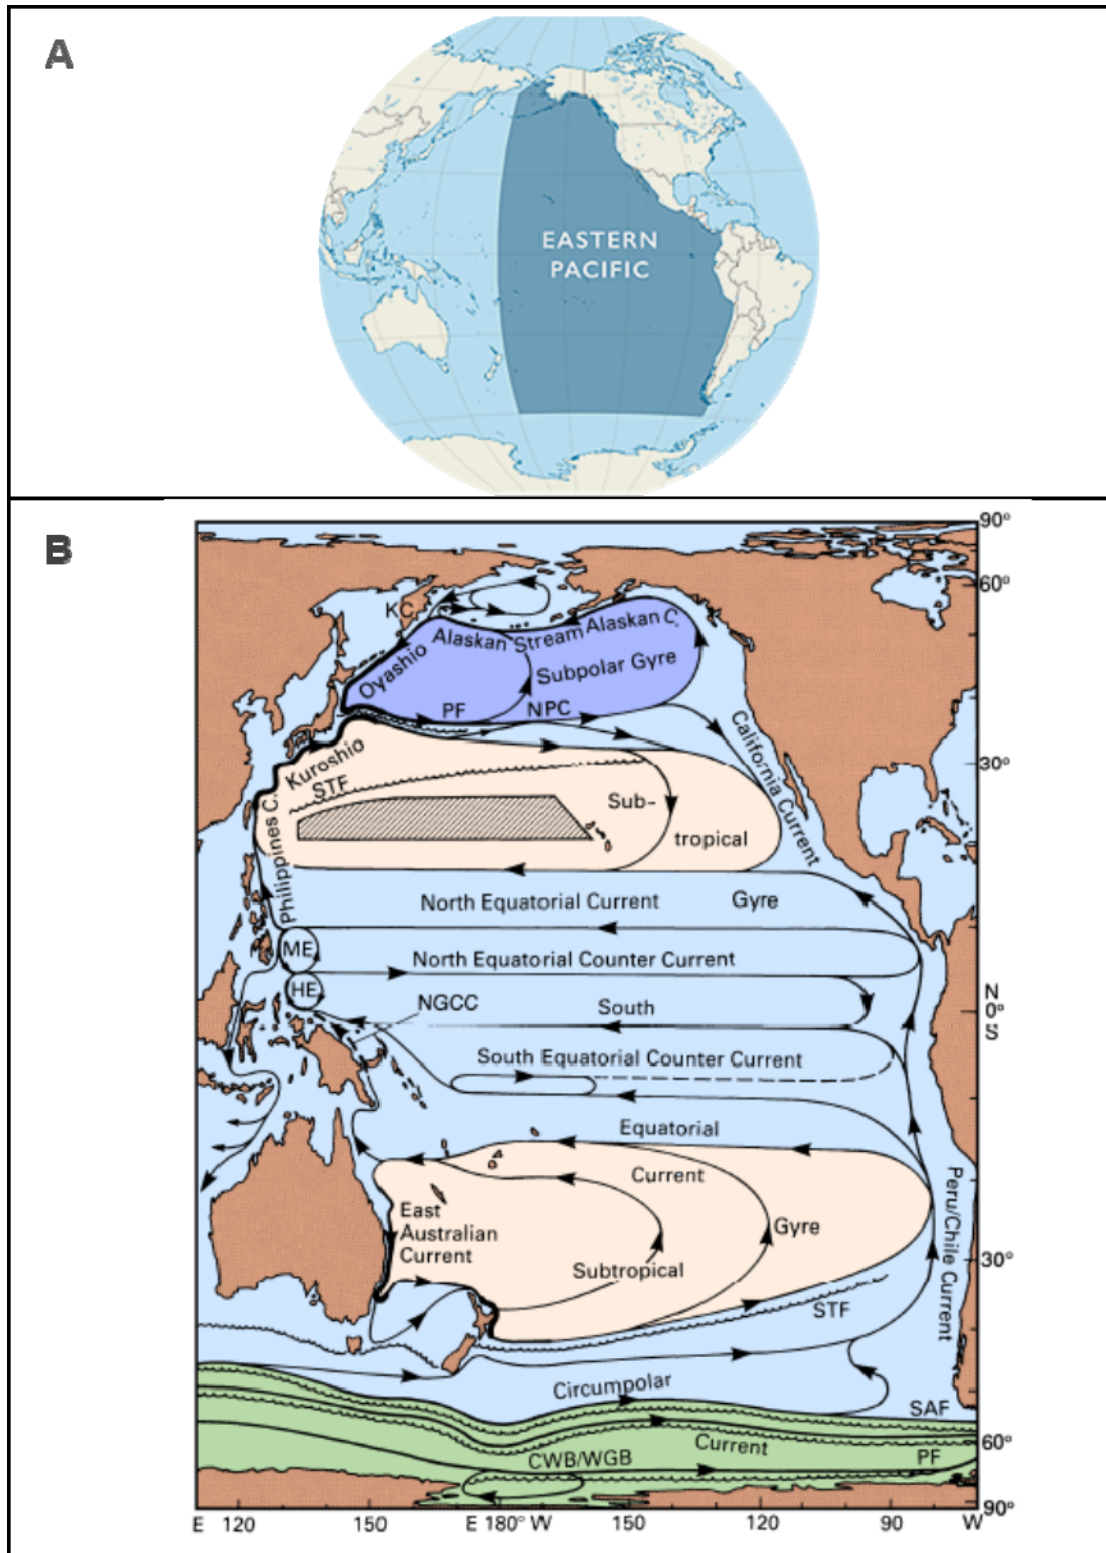 A
EASTERN
PACIFIC
B
90°
60°
KC
Alaskan Stream
Alaskan C.
Oyashio
Subpolar Gyre
PF
NPC
California Current
30°
Kuroshio
STF
Sub-
tropical
Philippines C.
North Equatorial Current
Gyre
ME
North Equatorial Counter Current
HE
NGCC
South
N
0°
S
South Equatorial Counter Current
Equatorial
Current
Peru/Chile Current
East
Australian
Current
Gyre
Subtropical
30°
STF
Circumpolar
SAF
Current
60°
CWB/WGB
PF
90°
E 120 150 E 180° W 150 120 90 W